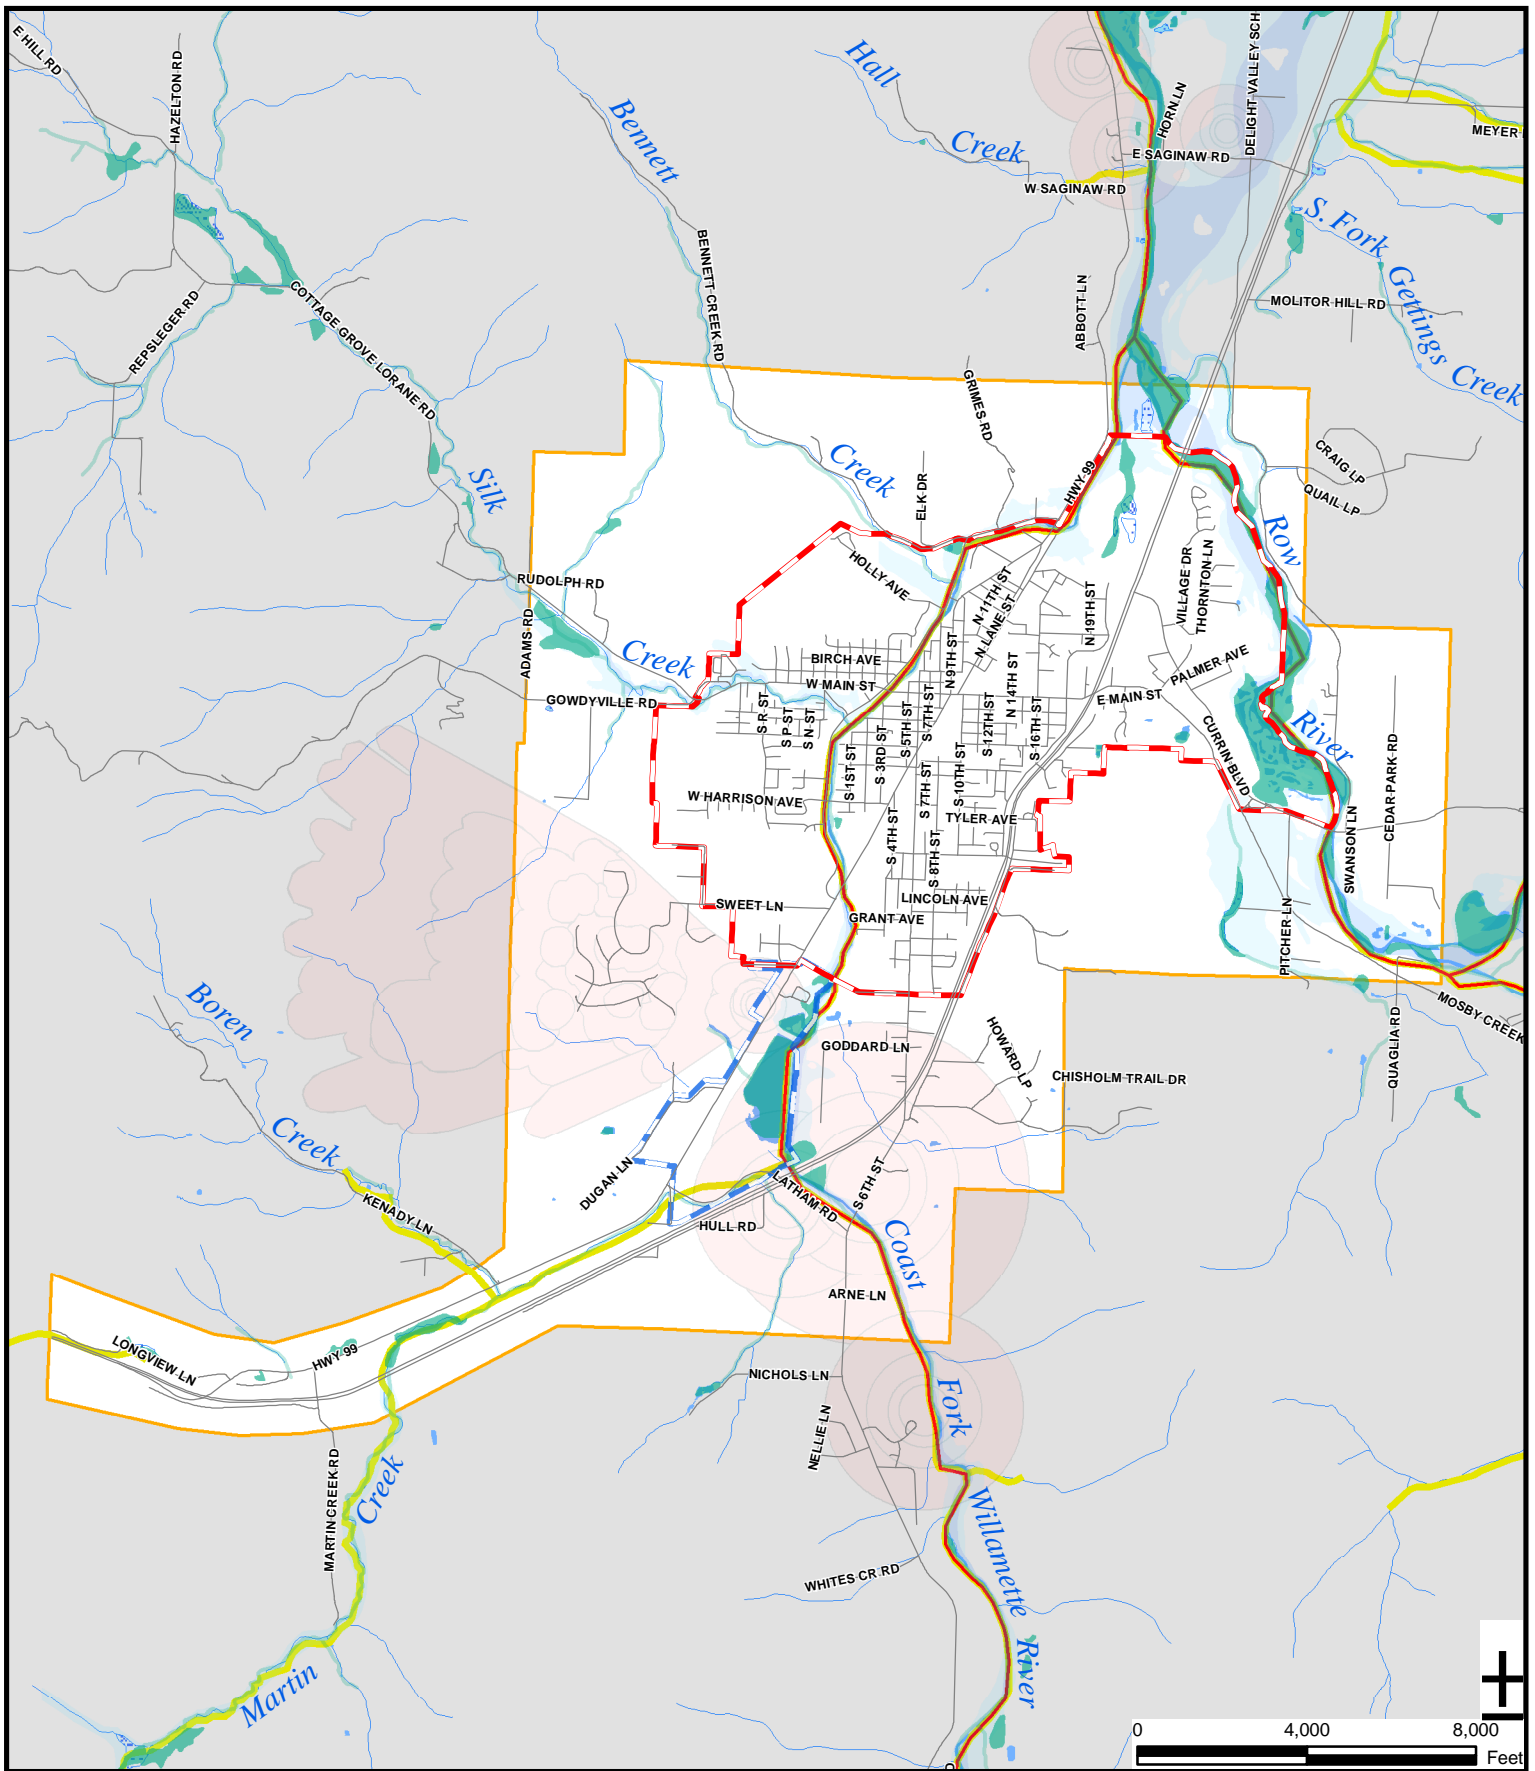 E HILL RD
HAZELTON RD
Hall
Creek
Bennett
HORN LN
DELIGHT VALLEY SCH
MEYER
E SAGINAW RD
W SAGINAW RD
S. Fork
Gettings
Creek
BENNETT CREEK RD
ABBOTT LN
MOLITOR HILL RD
REPSLEGER RD
COTTAGE GROVE LORANE RD
GRIMES RD
CRAIG LP
QUAIL LP
Creek
ELK DR
HWY 99
Silk
Row
RUDOLPH RD
HOLLY AVE
N 11TH ST
N LANE ST
N 19TH ST
VILLAGE DR
THORNTON LN
ADAMS RD
Creek
BIRCH AVE
N 9TH ST
W MAIN ST
N 14TH ST
PALMER AVE
E MAIN ST
GOWDYVILLE RD
S R ST
S P ST
S N ST
S 5TH ST
S 7TH ST
S 12TH ST
S 16TH ST
CURRIN BLVD
River
S 1ST ST
S 3RD ST
S 7TH ST
S 10TH ST
CEDAR PARK RD
W HARRISON AVE
S 4TH ST
TYLER AVE
S 8TH ST
SWANSON LN
SWEET LN
LINCOLN AVE
GRANT AVE
PITCHER LN
Boren
Creek
MOSBY CREEK
QUAGLIA RD
GODDARD LN
HOWARD LP
CHISHOLM TRAIL DR
DUGAN LN
KENADY LN
LATHAM RD
S 6TH ST
HULL RD
Coast
ARNE LN
LONGVIEW LN
HWY 99
NICHOLS LN
Fork
NELLIE LN
MARTIN CREEK RD
Creek
Willamette
WHITES CR RD
River
Martin
0
4,000
8,000
Feet